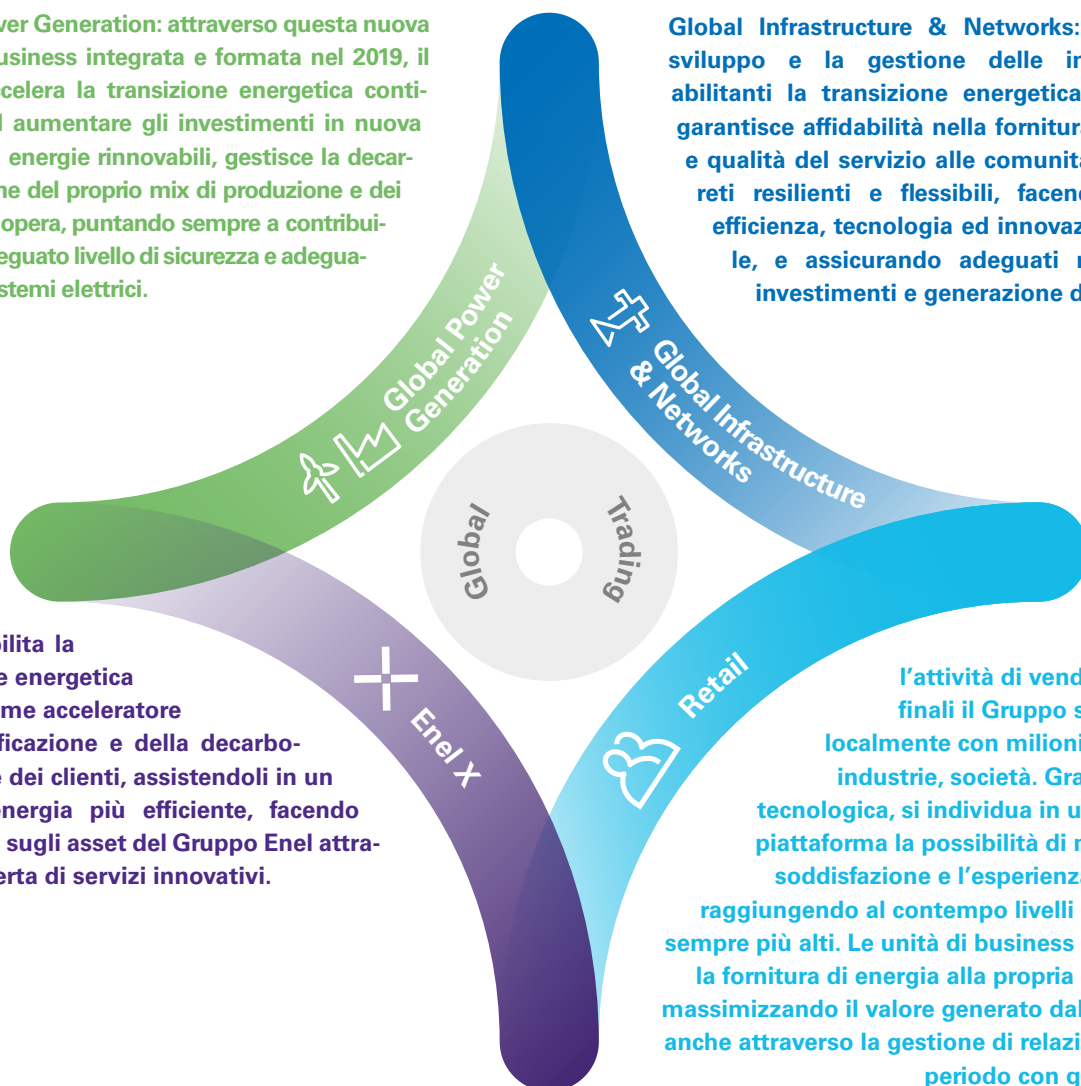 wer Generation: attraverso questa nuova
usiness integrata e formata nel 2019, il
ccelera la transizione energetica conti-
d aumentare gli investimenti in nuova
energie rinnovabili, gestisce la decar-
ne del proprio mix di produzione e dei
opera, puntando sempre a contribui-
eguato livello di sicurezza e adegua-
stemi elettrici.
Global Infrastructure & Networks:
sviluppo e la gestione delle in
abilitanti la transizione energetica
garantisce affidabilità nella fornitura
e qualità del servizio alle comunità
reti resilienti e flessibili, facen
efficienza, tecnologia ed innovaz
le, e assicurando adeguati r
investimenti e generazione d
Global Power
Generation
Global Infrastructure
& Networks
Global Trading
Enel X
Retail
bilita la
e energetica
me acceleratore
ficazione e della decarbo-
e dei clienti, assistendoli in un
energia più efficiente, facendo
sugli asset del Gruppo Enel attra-
erta di servizi innovativi.
l’attività di vend
finali il Gruppo s
localmente con milioni
industrie, società. Gra
tecnologica, si individua in u
piattaforma la possibilità di m
soddisfazione e l’esperienza
raggiungendo al contempo livelli
sempre più alti. Le unità di business
la fornitura di energia alla propria
massimizzando il valore generato dal
anche attraverso la gestione di relazi
periodo con q